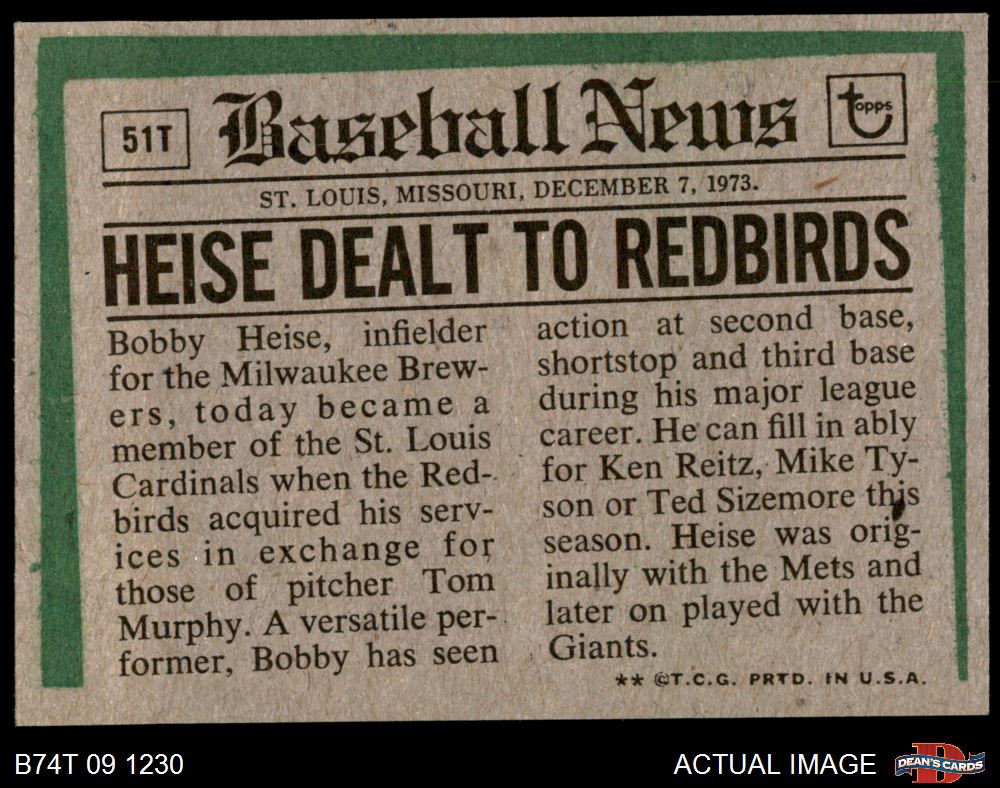 51T
Baseball News
topps
ST. LOUIS, MISSOURI, DECEMBER 7, 1973.
HEISE DEALT TO REDBIRDS
Bobby Heise, infielder
for the Milwaukee Brew-
ers, today became a
member of the St. Louis
Cardinals when the Red-
birds acquired his serv-
ices in exchange for
those of pitcher Tom
Murphy. A versatile per-
former, Bobby has seen
action at second base,
shortstop and third base
during his major league
career. He can fill in ably
for Ken Reitz, Mike Ty-
son or Ted Sizemore this
season. Heise was orig-
inally with the Mets and
later on played with the
Giants.
** ©T.C.G. PRTD. IN U.S.A.
B74T 09 1230
ACTUAL IMAGE
DEAN'S CARDS